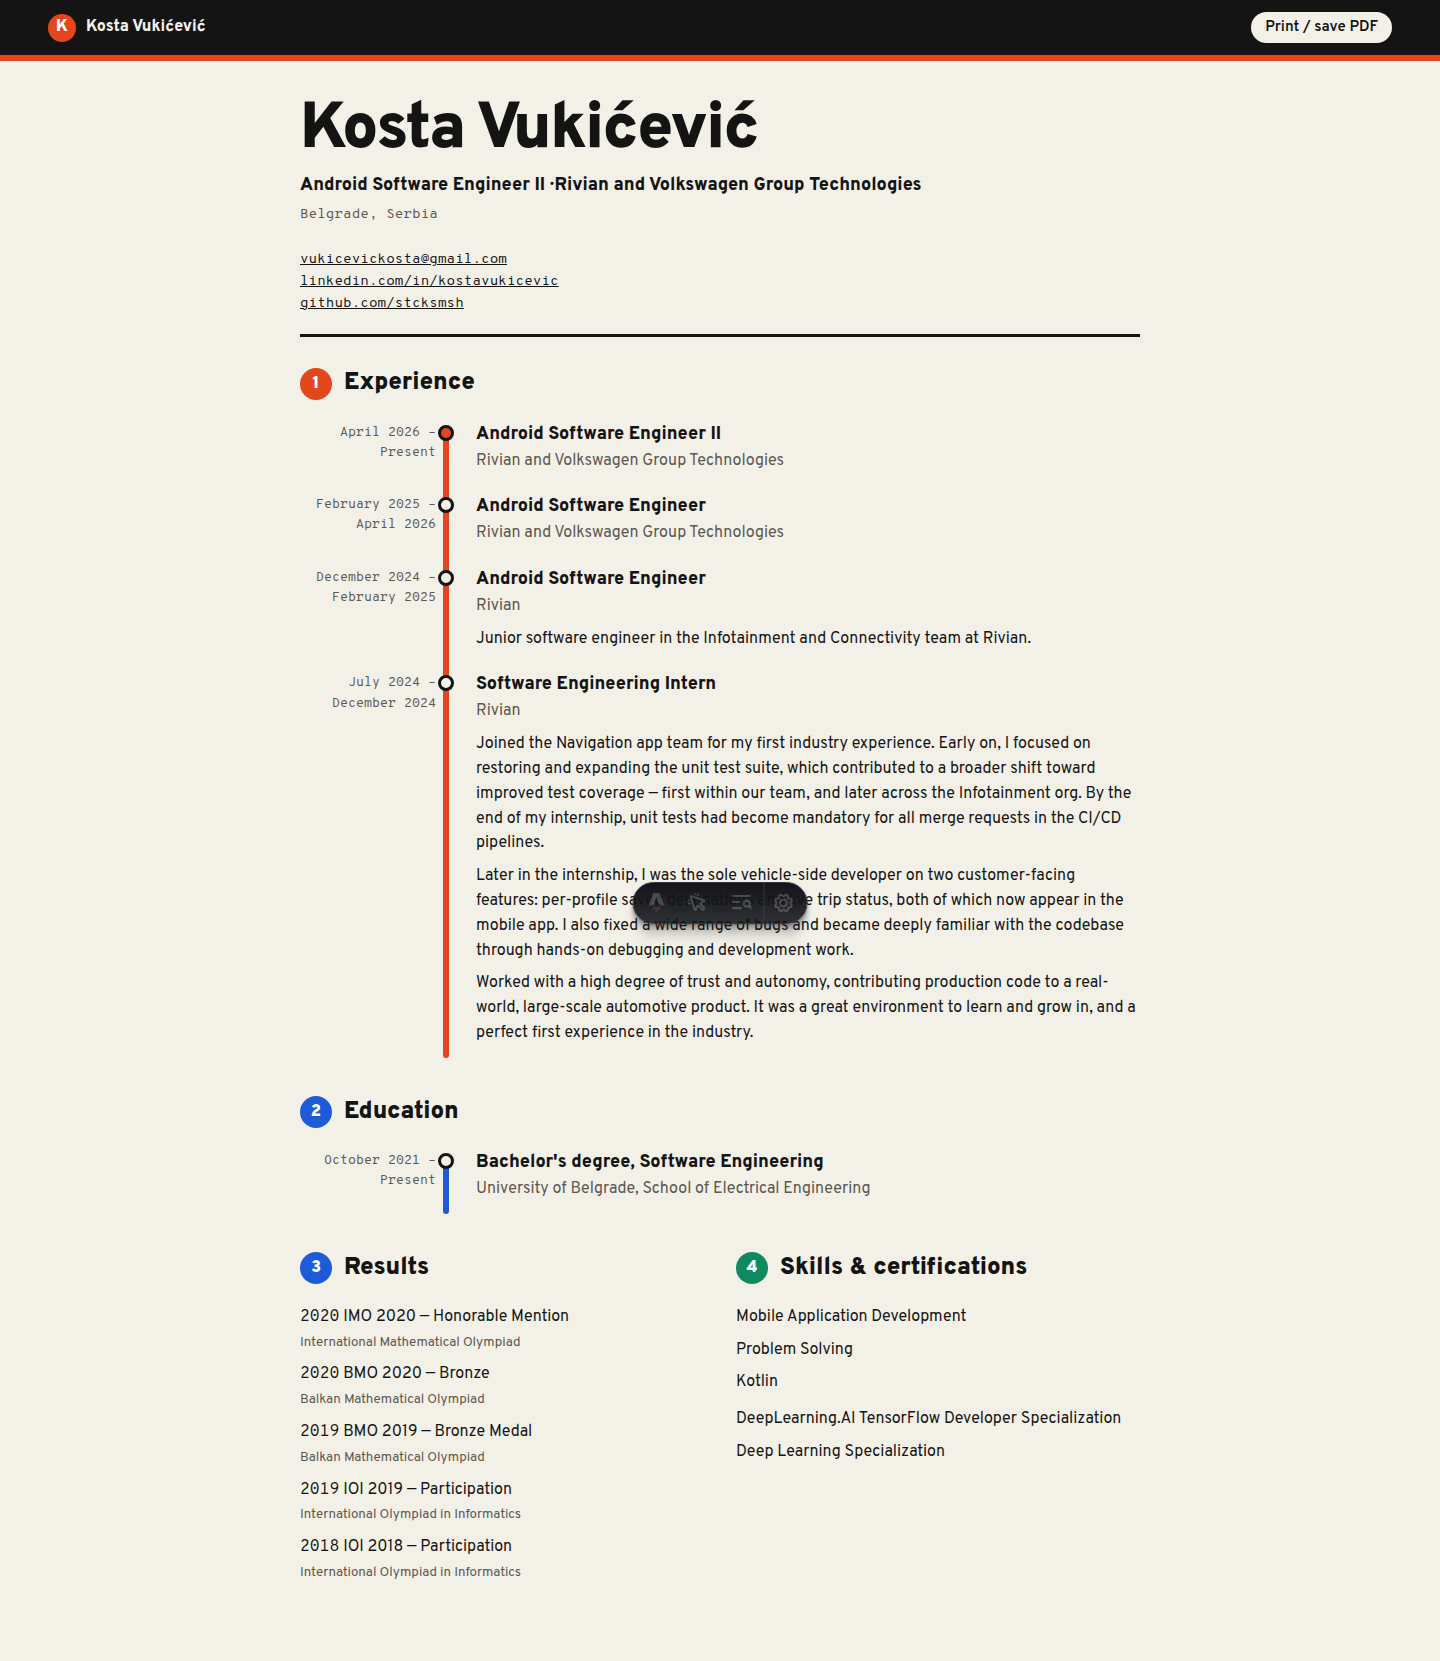 K Kosta Vukićević
Print / save PDF
Kosta Vukićević
Android Software Engineer II ·Rivian and Volkswagen Group Technologies
Belgrade, Serbia
vukicevickosta@gmail.com
linkedin.com/in/kostavukicevic
github.com/stcksmsh
1 Experience
April 2026 –
Present
Android Software Engineer II
Rivian and Volkswagen Group Technologies
February 2025 –
April 2026
Android Software Engineer
Rivian and Volkswagen Group Technologies
December 2024 –
February 2025
Android Software Engineer
Rivian
Junior software engineer in the Infotainment and Connectivity team at Rivian.
July 2024 –
December 2024
Software Engineering Intern
Rivian
Joined the Navigation app team for my first industry experience. Early on, I focused on
restoring and expanding the unit test suite, which contributed to a broader shift toward
improved test coverage — first within our team, and later across the Infotainment org. By the
end of my internship, unit tests had become mandatory for all merge requests in the CI/CD
pipelines.
Later in the internship, I was the sole vehicle-side developer on two customer-facing
features: per-profile trip status, both of which now appear in the
mobile app. I also fixed a wide range of bugs and became deeply familiar with the codebase
through hands-on debugging and development work.
Worked with a high degree of trust and autonomy, contributing production code to a real-
world, large-scale automotive product. It was a great environment to learn and grow in, and a
perfect first experience in the industry.
2 Education
October 2021 –
Present
Bachelor's degree, Software Engineering
University of Belgrade, School of Electrical Engineering
3 Results
2020 IMO 2020 — Honorable Mention
International Mathematical Olympiad
2020 BMO 2020 — Bronze
Balkan Mathematical Olympiad
2019 BMO 2019 — Bronze Medal
Balkan Mathematical Olympiad
2019 IOI 2019 — Participation
International Olympiad in Informatics
2018 IOI 2018 — Participation
International Olympiad in Informatics
4 Skills & certifications
Mobile Application Development
Problem Solving
Kotlin
DeepLearning.AI TensorFlow Developer Specialization
Deep Learning Specialization